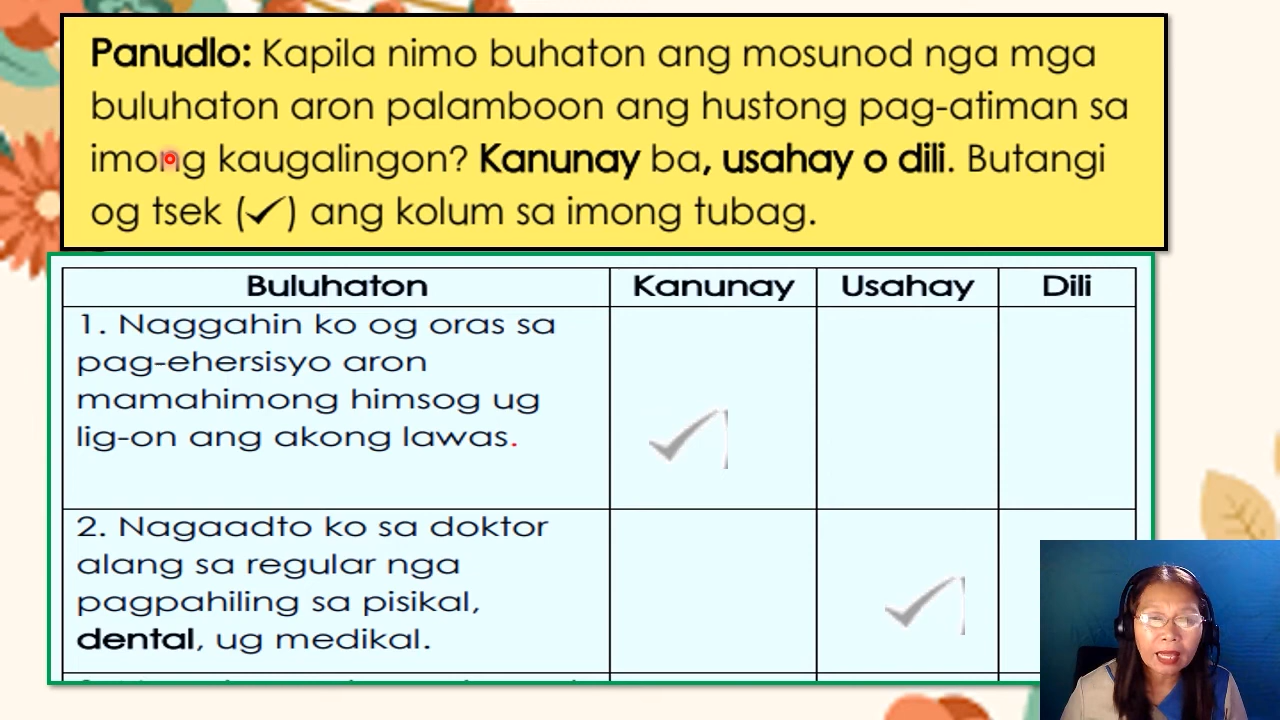 Panudlo: Kapila nimo buhaton ang mosunod nga mga
buluhaton aron palamboon ang hustong pag-atiman sa
imong kaugalingon? Kanunay ba, usahay o dili. Butangi
og tsek (✓) ang kolum sa imong tubag.
Buluhaton Kanunay Usahay Dili
1. Naggahin ko og oras sa
pag-ehersisyo aron
mamahimong himsog ug
lig-on ang akong lawas.
2. Nagaadto ko sa doktor
alang sa regular nga
pagpahiling sa pisikal,
dental, ug medikal.